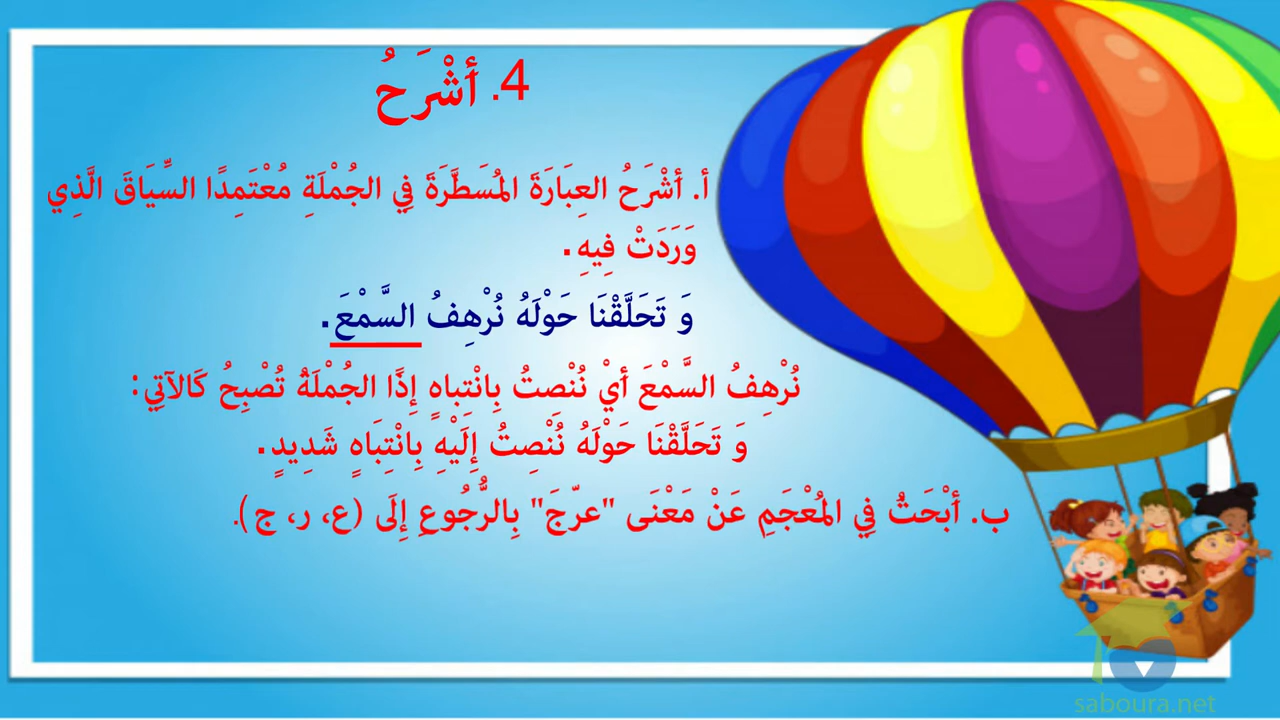 4. أَشْرَحُ
أ. أَشْرَحُ العِبَارَةَ المُسَطَّرَةَ فِي الجُمْلَةِ مُعْتَمِدًا السِّيَاقَ الَّذِي
وَرَدَتْ فِيهِ.
وَ تَحَلَّقْنَا حَوْلَهُ نُرْهِفُ السَّمْعَ.
نُرْهِفُ السَّمْعَ أيْ نُنْصِتُ بِانْتِباهٍ إِذًا الجُمْلَةُ تُصْبِحُ كَالآتِي:
وَ تَحَلَّقْنَا حَوْلَهُ نُنْصِتُ إِلَيْهِ بِانْتِبَاهٍ شَدِيدٍ.
ب. أَبْحَثُ فِي المُعْجَمِ عَنْ مَعْنَى "عرّجَ" بِالرُّجُوعِ إِلَى (ع، ر، ج).
saboura.net